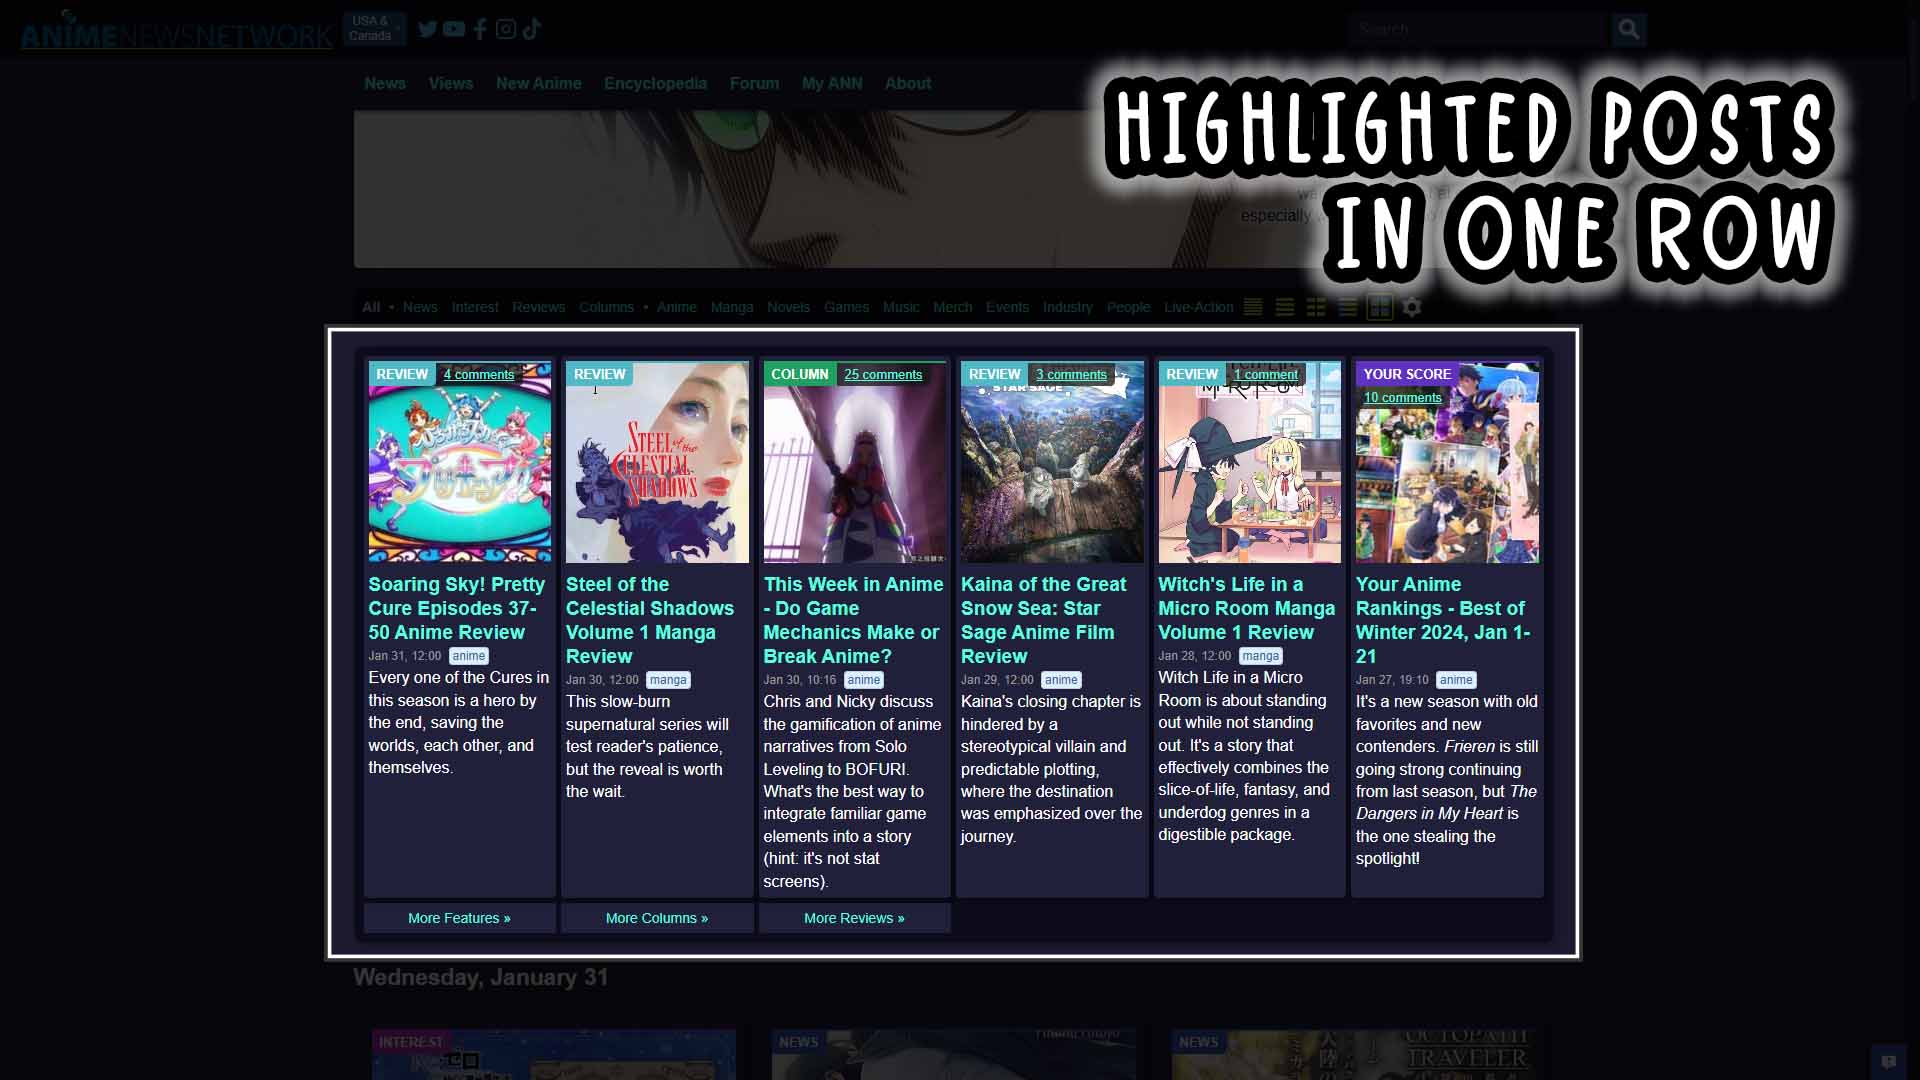 ANIMENEWSNETWORK
USA &
Canada
Search
News Views New Anime Encyclopedia Forum My ANN About
HIGHLIGHTED POSTS
IN ONE ROW
especially
All • News Interest Reviews Columns • Anime Manga Novels Games Music Merch Events Industry People Live-Action
REVIEW 4 comments
Soaring Sky! Pretty
Cure Episodes 37-
50 Anime Review
Jan 31, 12:00 anime
Every one of the Cures in
this season is a hero by
the end, saving the
worlds, each other, and
themselves.
REVIEW
STEEL of the
CELESTIAL
SHADOWS
Steel of the
Celestial Shadows
Volume 1 Manga
Review
Jan 30, 12:00 manga
This slow-burn
supernatural series will
test reader's patience,
but the reveal is worth
the wait.
COLUMN 25 comments
This Week in Anime
- Do Game
Mechanics Make or
Break Anime?
Jan 30, 10:16 anime
Chris and Nicky discuss
the gamification of anime
narratives from Solo
Leveling to BOFURI.
What's the best way to
integrate familiar game
elements into a story
(hint: it's not stat
screens).
REVIEW 3 comments
STAR SAGE
Kaina of the Great
Snow Sea: Star
Sage Anime Film
Review
Jan 29, 12:00 anime
Kaina's closing chapter is
hindered by a
stereotypical villain and
predictable plotting,
where the destination
was emphasized over the
journey.
REVIEW 1 comment
MICRO ROOM
Witch's Life in a
Micro Room Manga
Volume 1 Review
Jan 28, 12:00 manga
Witch Life in a Micro
Room is about standing
out while not standing
out. It's a story that
effectively combines the
slice-of-life, fantasy, and
underdog genres in a
digestible package.
YOUR SCORE
10 comments
Your Anime
Rankings - Best of
Winter 2024, Jan 1-
21
Jan 27, 19:10 anime
It's a new season with old
favorites and new
contenders. Frieren is still
going strong continuing
from last season, but The
Dangers in My Heart is
the one stealing the
spotlight!
More Features » More Columns » More Reviews »
Wednesday, January 31
INTEREST
NEWS
NEWS
OCTOPATH
TRAVELER